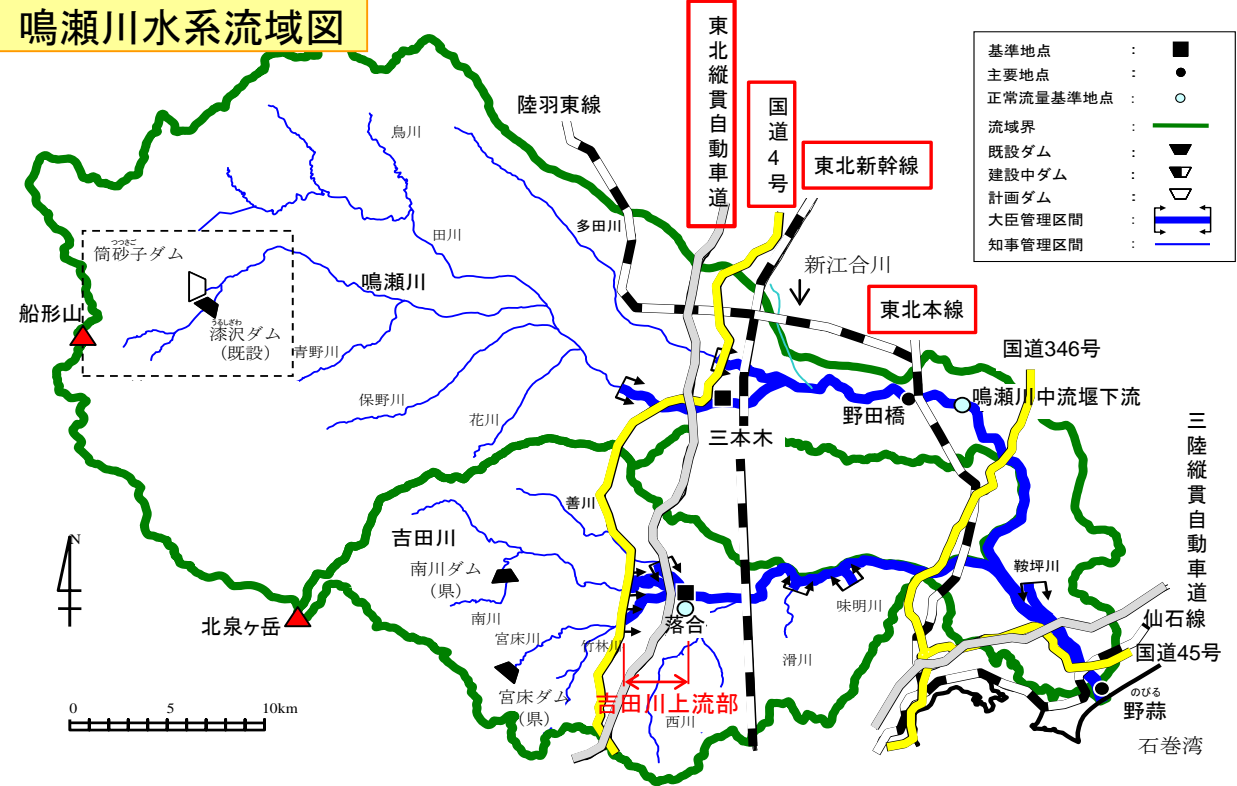 鳴瀬川水系流域図
東北縦貫自動車道
国道4号
東北新幹線
東北本線
基準地点 : 
主要地点 : 
正常流量基準地点 : 
流域界 : 
既設ダム : 
建設中ダム : 
計画ダム : 
大臣管理区間 : 
知事管理区間 : 
陸羽東線
鳥川
多田川
田川
新江合川
つつさご
筒砂子ダム
鳴瀬川
船形山
うるしざわ
漆沢ダム
(既設)
青野川
保野川
花川
国道346号
鳴瀬川中流堰下流
野田橋
三本木
三陸縦貫自動車道
善川
吉田川
南川ダム
(県)
南川
宮床川
竹林川
宮床ダム
(県)
落合
吉田川上流部
西川
滑川
味明川
鞍坪川
仙石線
国道45号
のびる
野蒜
石巻湾
北泉ヶ岳
N
0 5 10km